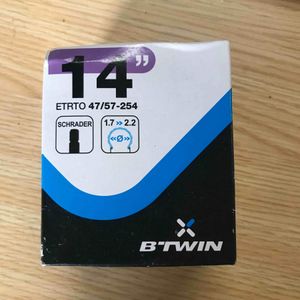 14”
ETRTO 47/57-254
SCHRADER
1.7 » 2.2
«Ø»
B'TWIN